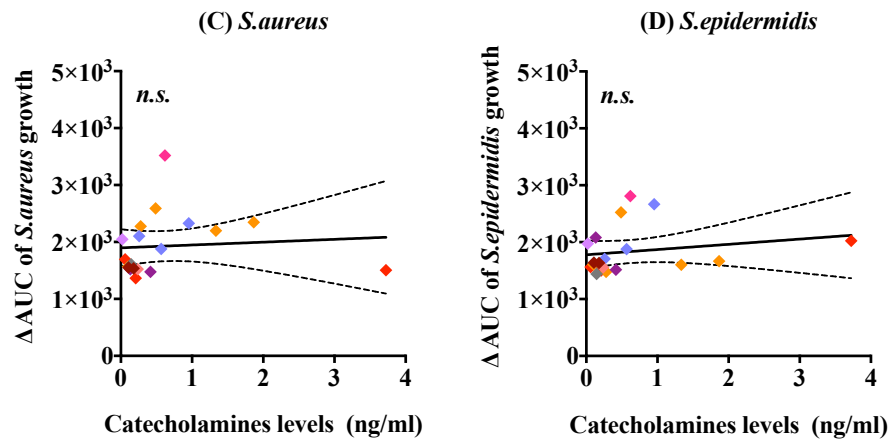 (C) S.aureus
ΔAUC of S.aureus growth
5×10³
4×10³
3×10³
2×10³
1×10³
0
n.s.
0 1 2 3 4
Catecholamines levels (ng/ml)
(D) S.epidermidis
ΔAUC of S.epidermidis growth
5×10³
4×10³
3×10³
2×10³
1×10³
0
n.s.
0 1 2 3 4
Catecholamines levels (ng/ml)